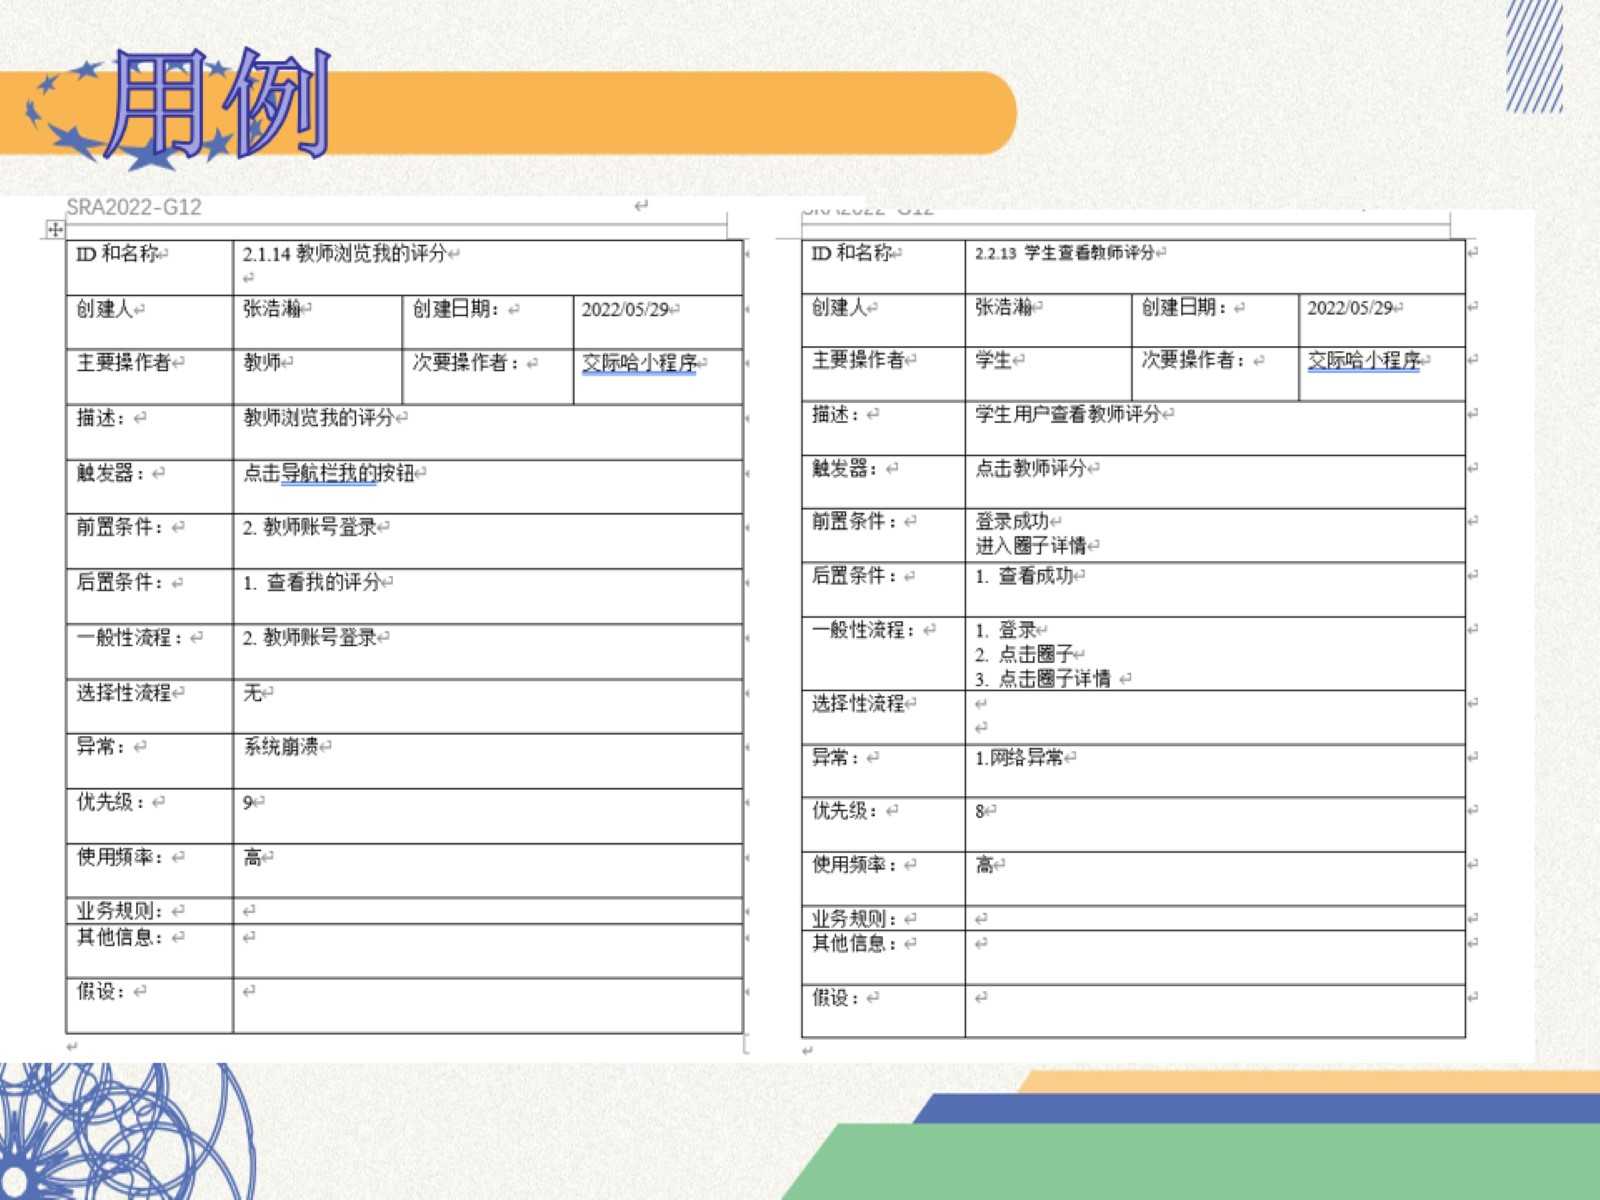 用例
SRA2022-G12
ID 和名称 2.1.14 教师浏览我的评分
创建人 张浩瀚 创建日期： 2022/05/29
主要操作者 教师 次要操作者： 交际哈小程序
描述： 教师浏览我的评分
触发器： 点击导航栏我的按钮
前置条件： 2. 教师账号登录
后置条件： 1. 查看我的评分
一般性流程： 2. 教师账号登录
选择性流程 无
异常： 系统崩溃
优先级： 9
使用频率： 高
业务规则：
其他信息：
假设：
SRA2022-G12
ID 和名称 2.2.13 学生查看教师评分
创建人 张浩瀚 创建日期： 2022/05/29
主要操作者 学生 次要操作者： 交际哈小程序
描述： 学生用户查看教师评分
触发器： 点击教师评分
前置条件： 登录成功
进入圈子详情
后置条件： 1. 查看成功
一般性流程： 1. 登录
2. 点击圈子
3. 点击圈子详情
选择性流程
异常： 1.网络异常
优先级： 8
使用频率： 高
业务规则：
其他信息：
假设：